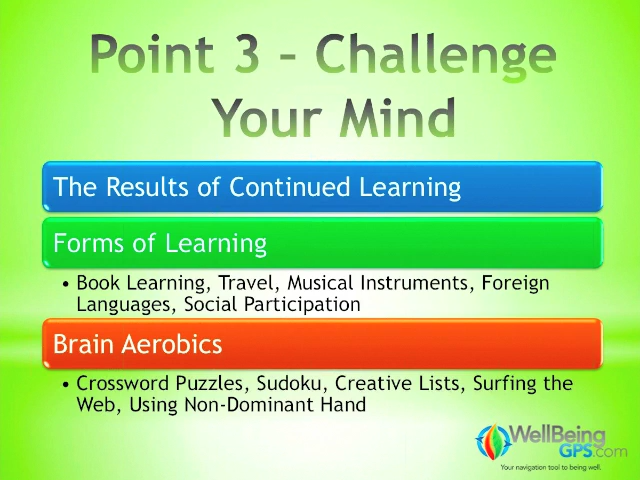 Point 3 – Challenge
Your Mind
The Results of Continued Learning
Forms of Learning
• Book Learning, Travel, Musical Instruments, Foreign
Languages, Social Participation
Brain Aerobics
• Crossword Puzzles, Sudoku, Creative Lists, Surfing the
Web, Using Non-Dominant Hand
WellBeing
GPS.com
Your navigation tool to being well.